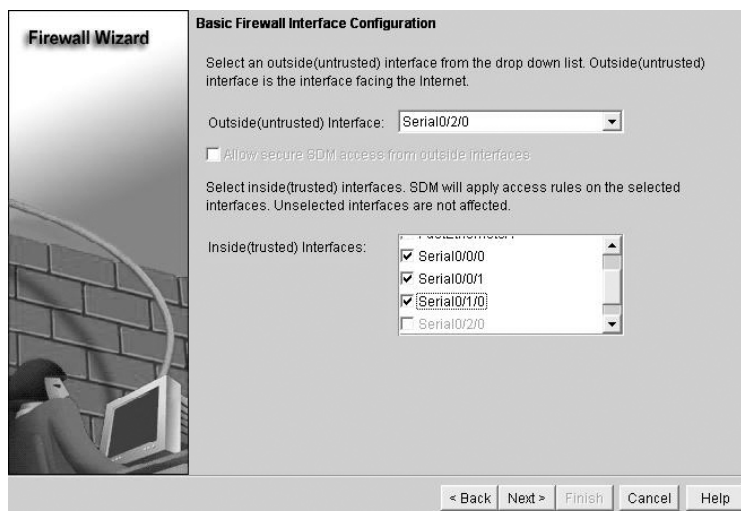 Firewall Wizard
Basic Firewall Interface Configuration
Select an outside(untrusted) interface from the drop down list. Outside(untrusted)
interface is the interface facing the Internet.
Outside(untrusted) Interface: Serial0/2/0
Allow secure SDM access from outside interfaces
Select inside(trusted) interfaces. SDM will apply access rules on the selected
interfaces. Unselected interfaces are not affected.
Inside(trusted) Interfaces:
Serial0/0/0
Serial0/0/1
Serial0/1/0
Serial0/2/0
< Back Next > Finish Cancel Help